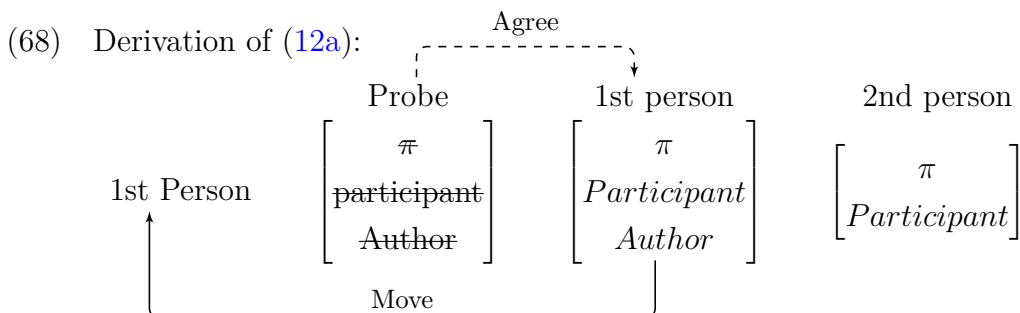 (68) Derivation of (12a):
Agree
Probe 1st person 2nd person
π π π
1st Person participant Participant Participant
Author Author
Move